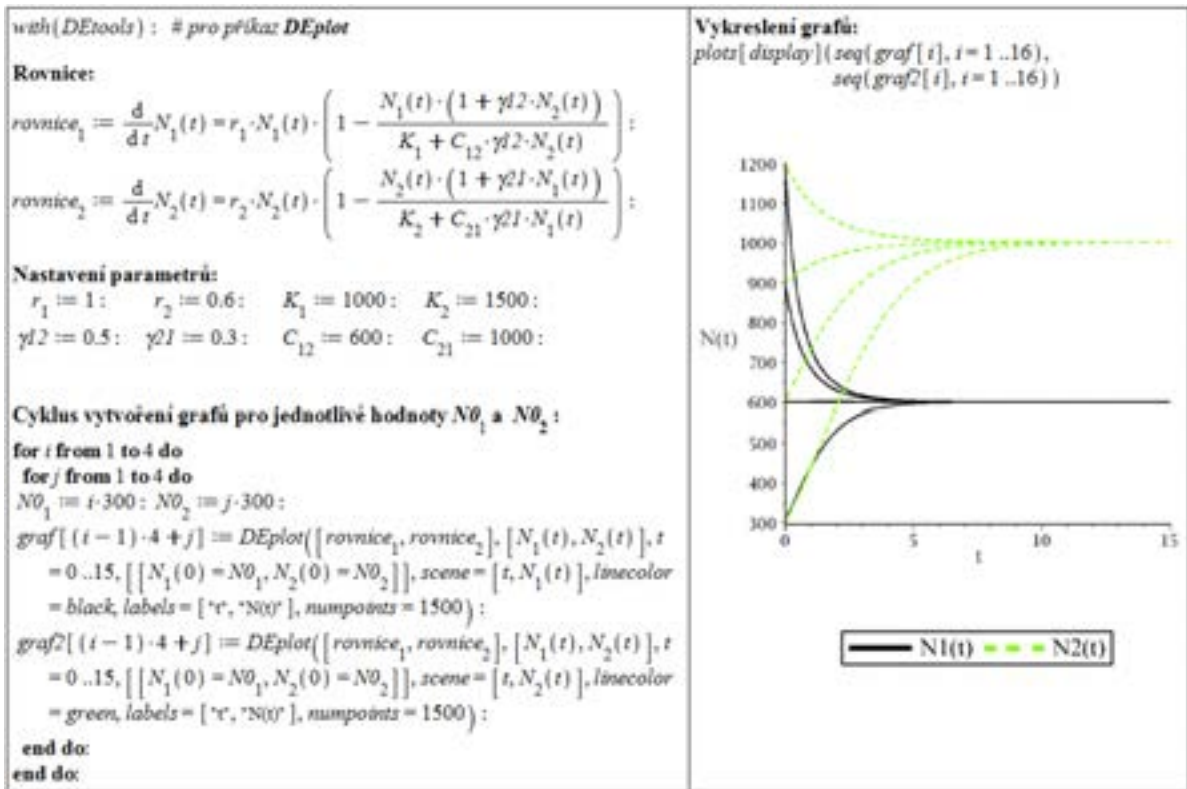 with(DEtools) : # pro příkaz DEplot
Rovnice:
rovnice₁ := d/dt N₁(t) = r₁·N₁(t)·(1 − N₁(t)·(1 + γ12·N₂(t)) / (K₁ + C₁₂·γ12·N₂(t))) :
rovnice₂ := d/dt N₂(t) = r₂·N₂(t)·(1 − N₂(t)·(1 + γ21·N₁(t)) / (K₂ + C₂₁·γ21·N₁(t))) :
Nastavení parametrů:
r₁ := 1 : r₂ := 0.6 : K₁ := 1000 : K₂ := 1500 :
γ12 := 0.5 : γ21 := 0.3 : C₁₂ := 600 : C₂₁ := 1000 :
Cyklus vytvoření grafů pro jednotlivé hodnoty N0₁ a N0₂ :
for i from 1 to 4 do
for j from 1 to 4 do
N0₁ := i·300 : N0₂ := j·300 :
graf[(i − 1)·4 + j] := DEplot([rovnice₁, rovnice₂], [N₁(t), N₂(t)], t
= 0 ..15, [[N₁(0) = N0₁, N₂(0) = N0₂]], scene = [t, N₁(t)], linecolor
= black, labels = ["t", "N(t)"], numpoints = 1500) :
graf2[(i − 1)·4 + j] := DEplot([rovnice₁, rovnice₂], [N₁(t), N₂(t)], t
= 0 ..15, [[N₁(0) = N0₁, N₂(0) = N0₂]], scene = [t, N₂(t)], linecolor
= green, labels = ["t", "N(t)"], numpoints = 1500) :
end do:
end do:
Vykreslení grafů:
plots[display](seq(graf[i], i = 1 ..16),
seq(graf2[i], i = 1 ..16))
1200
1100
1000
900
800
N(t)
700
600
500
400
300
0 5 10 15
t
N1(t) N2(t)